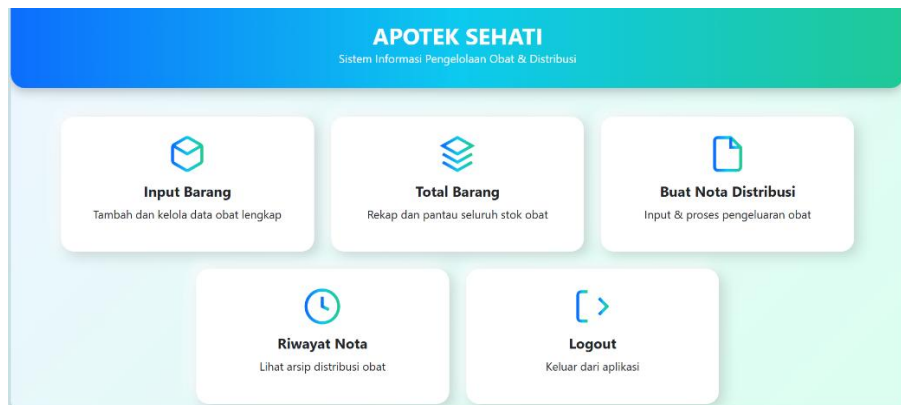 APOTEK SEHATI
Sistem Informasi Pengelolaan Obat & Distribusi
Input Barang
Tambah dan kelola data obat lengkap
Total Barang
Rekap dan pantau seluruh stok obat
Buat Nota Distribusi
Input & proses pengeluaran obat
Riwayat Nota
Lihat arsip distribusi obat
Logout
Keluar dari aplikasi